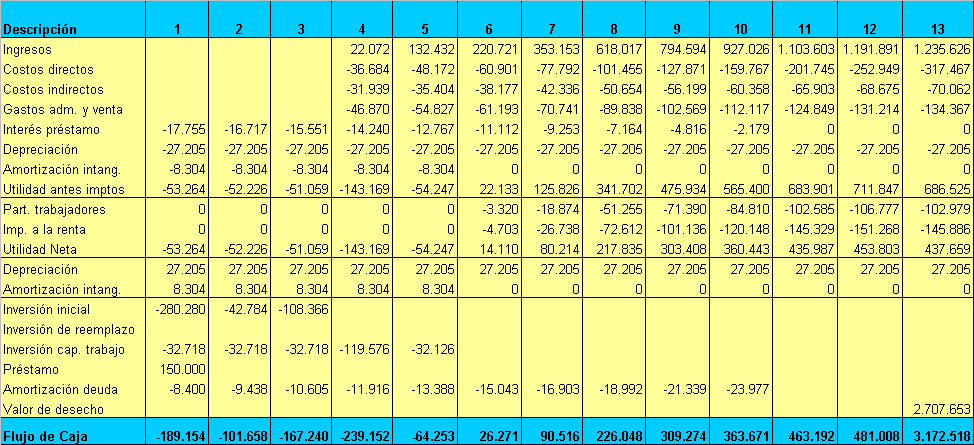 Descripción 1 2 3 4 5 6 7 8 9 10 11 12 13
Ingresos 22.072 132.432 220.721 353.153 618.017 794.594 927.026 1.103.603 1.191.891 1.235.626
Costos directos -36.684 -48.172 -60.901 -77.792 -101.455 -127.871 -159.767 -201.745 -252.949 -317.467
Costos indirectos -31.939 -35.404 -38.177 -42.336 -50.654 -56.199 -60.358 -65.903 -68.675 -70.062
Gastos adm. y venta -46.870 -54.827 -61.193 -70.741 -89.838 -102.569 -112.117 -124.849 -131.214 -134.367
Interés préstamo -17.755 -16.717 -15.551 -14.240 -12.767 -11.112 -9.253 -7.164 -4.816 -2.179 0 0 0
Depreciación -27.205 -27.205 -27.205 -27.205 -27.205 -27.205 -27.205 -27.205 -27.205 -27.205 -27.205 -27.205 -27.205
Amortización intang. -8.304 -8.304 -8.304 -8.304 -8.304 0 0 0 0 0 0 0 0
Utilidad antes imptos -53.264 -52.226 -51.059 -143.169 -54.247 22.133 125.826 341.702 475.934 565.400 683.901 711.847 686.525
Part. trabajadores 0 0 0 0 0 -3.320 -18.874 -51.255 -71.390 -84.810 -102.585 -106.777 -102.979
Imp. a la renta 0 0 0 0 0 -4.703 -26.738 -72.612 -101.136 -120.148 -145.329 -151.268 -145.886
Utilidad Neta -53.264 -52.226 -51.059 -143.169 -54.247 14.110 80.214 217.835 303.408 360.443 435.987 453.803 437.659
Depreciación 27.205 27.205 27.205 27.205 27.205 27.205 27.205 27.205 27.205 27.205 27.205 27.205 27.205
Amortización intang. 8.304 8.304 8.304 8.304 8.304 0 0 0 0 0 0 0 0
Inversión inicial -280.280 -42.784 -108.366
Inversión de reemplazo
Inversión cap. trabajo -32.718 -32.718 -32.718 -119.576 -32.126
Préstamo 150.000
Amortización deuda -8.400 -9.438 -10.605 -11.916 -13.388 -15.043 -16.903 -18.992 -21.339 -23.977
Valor de desecho 2.707.653
Flujo de Caja -189.154 -101.658 -167.240 -239.152 -64.253 26.271 90.516 226.048 309.274 363.671 463.192 481.008 3.172.518